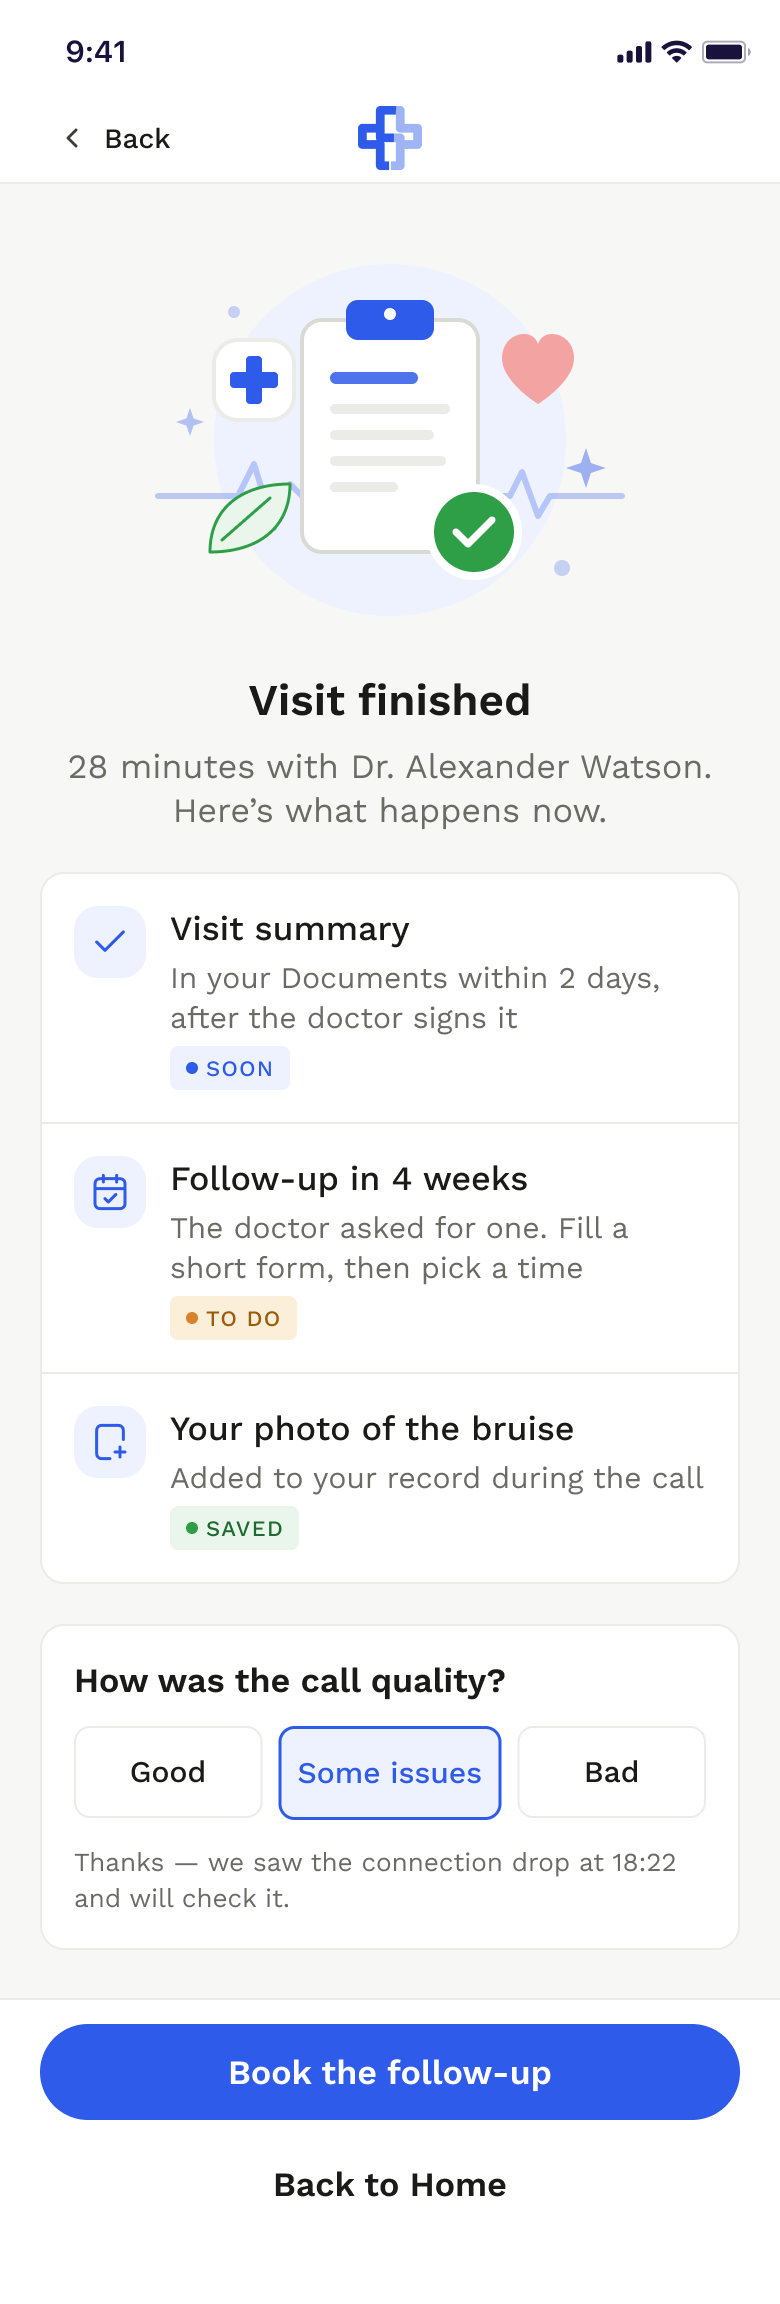 9:41
Back
Visit finished
28 minutes with Dr. Alexander Watson.
Here’s what happens now.
Visit summary
In your Documents within 2 days,
after the doctor signs it
SOON
Follow-up in 4 weeks
The doctor asked for one. Fill a
short form, then pick a time
TO DO
Your photo of the bruise
Added to your record during the call
SAVED
How was the call quality?
Good
Some issues
Bad
Thanks — we saw the connection drop at 18:22
and will check it.
Book the follow-up
Back to Home